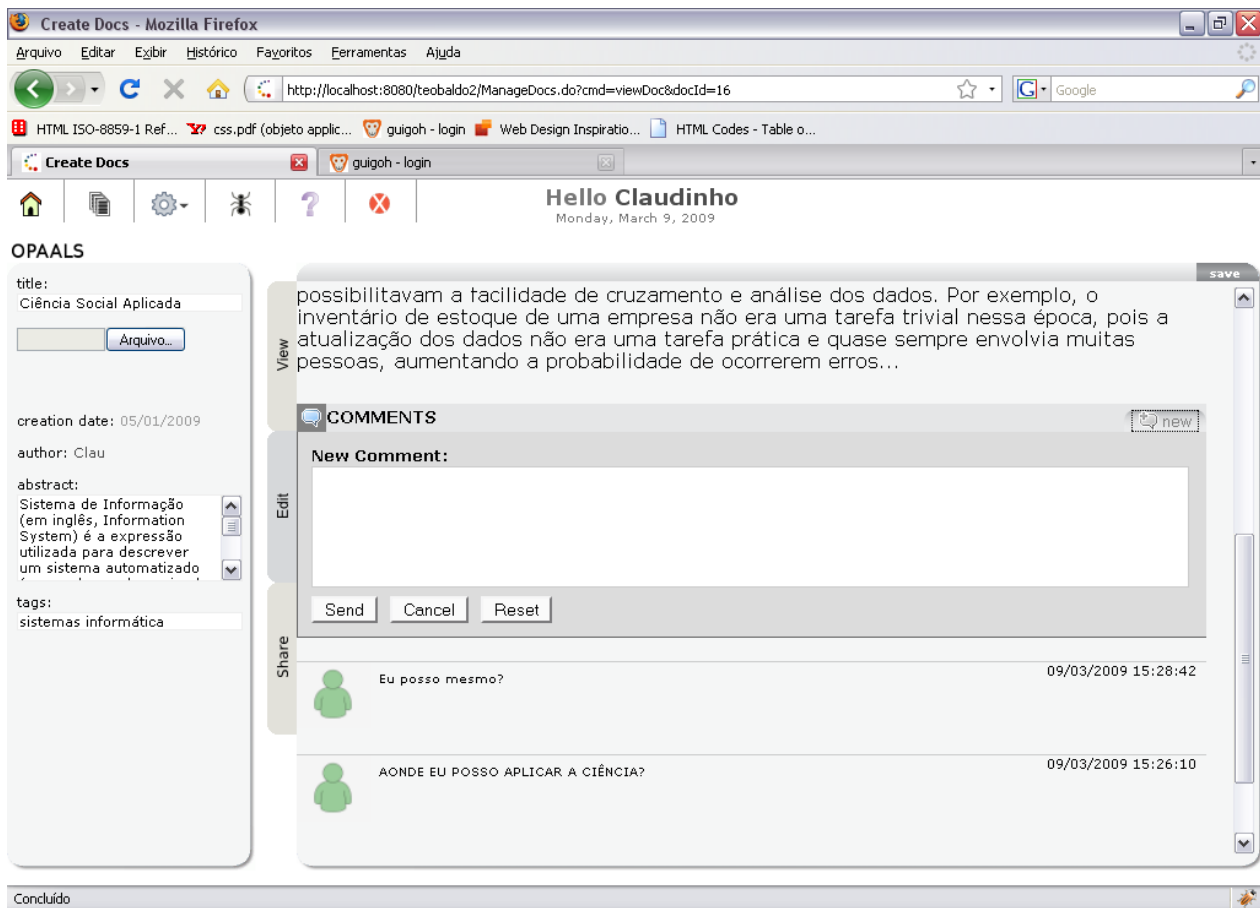 Create Docs - Mozilla Firefox
Arquivo Editar Exibir Histórico Favoritos Ferramentas Ajuda
http://localhost:8080/teobaldo2/ManageDocs.do?cmd=viewDoc&docId=16
G Google
HTML ISO-8859-1 Ref... css.pdf (objeto applic... guigoh - login Web Design Inspiratio... HTML Codes - Table o...
Create Docs guigoh - login
Hello Claudinho
Monday, March 9, 2009
OPAALS
title:
Ciência Social Aplicada
Arquivo...
creation date: 05/01/2009
author: Clau
abstract:
Sistema de Informação
(em inglês, Information
System) é a expressão
utilizada para descrever
um sistema automatizado
tags:
sistemas informática
View
Edit
Share
save
possibilitavam a facilidade de cruzamento e análise dos dados. Por exemplo, o
inventário de estoque de uma empresa não era uma tarefa trivial nessa época, pois a
atualização dos dados não era uma tarefa prática e quase sempre envolvia muitas
pessoas, aumentando a probabilidade de ocorrerem erros...
COMMENTS new
New Comment:
Send Cancel Reset
Eu posso mesmo? 09/03/2009 15:28:42
AONDE EU POSSO APLICAR A CIÊNCIA? 09/03/2009 15:26:10
Concluído